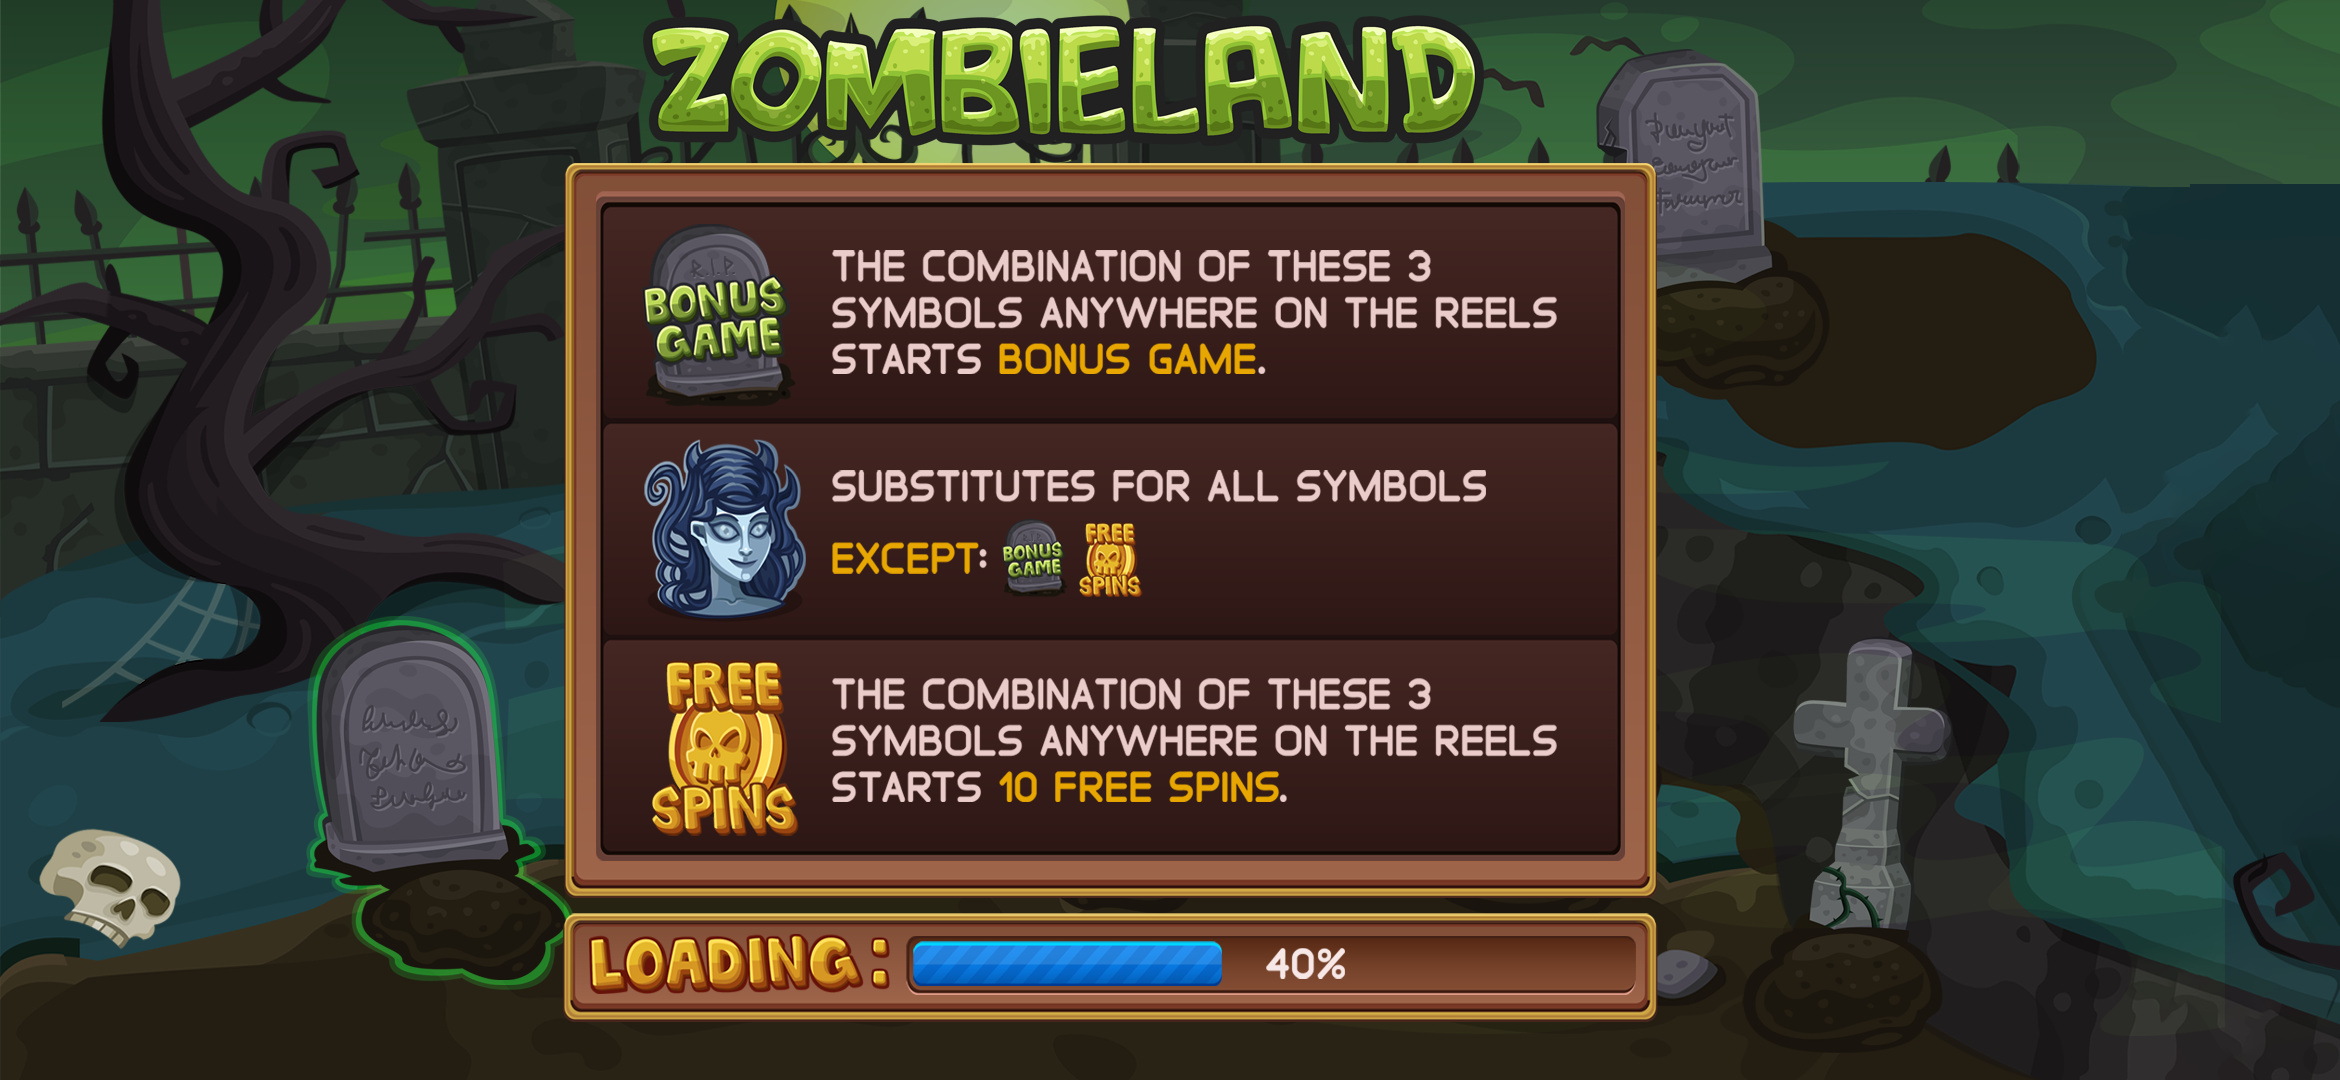 ZOMBIELAND
R.I.P.
BONUS
GAME
THE COMBINATION OF THESE 3
SYMBOLS ANYWHERE ON THE REELS
STARTS BONUS GAME.
SUBSTITUTES FOR ALL SYMBOLS
EXCEPT:
BONUS
GAME
FREE
SPINS
FREE
SPINS
THE COMBINATION OF THESE 3
SYMBOLS ANYWHERE ON THE REELS
STARTS 10 FREE SPINS.
LOADING: 40%